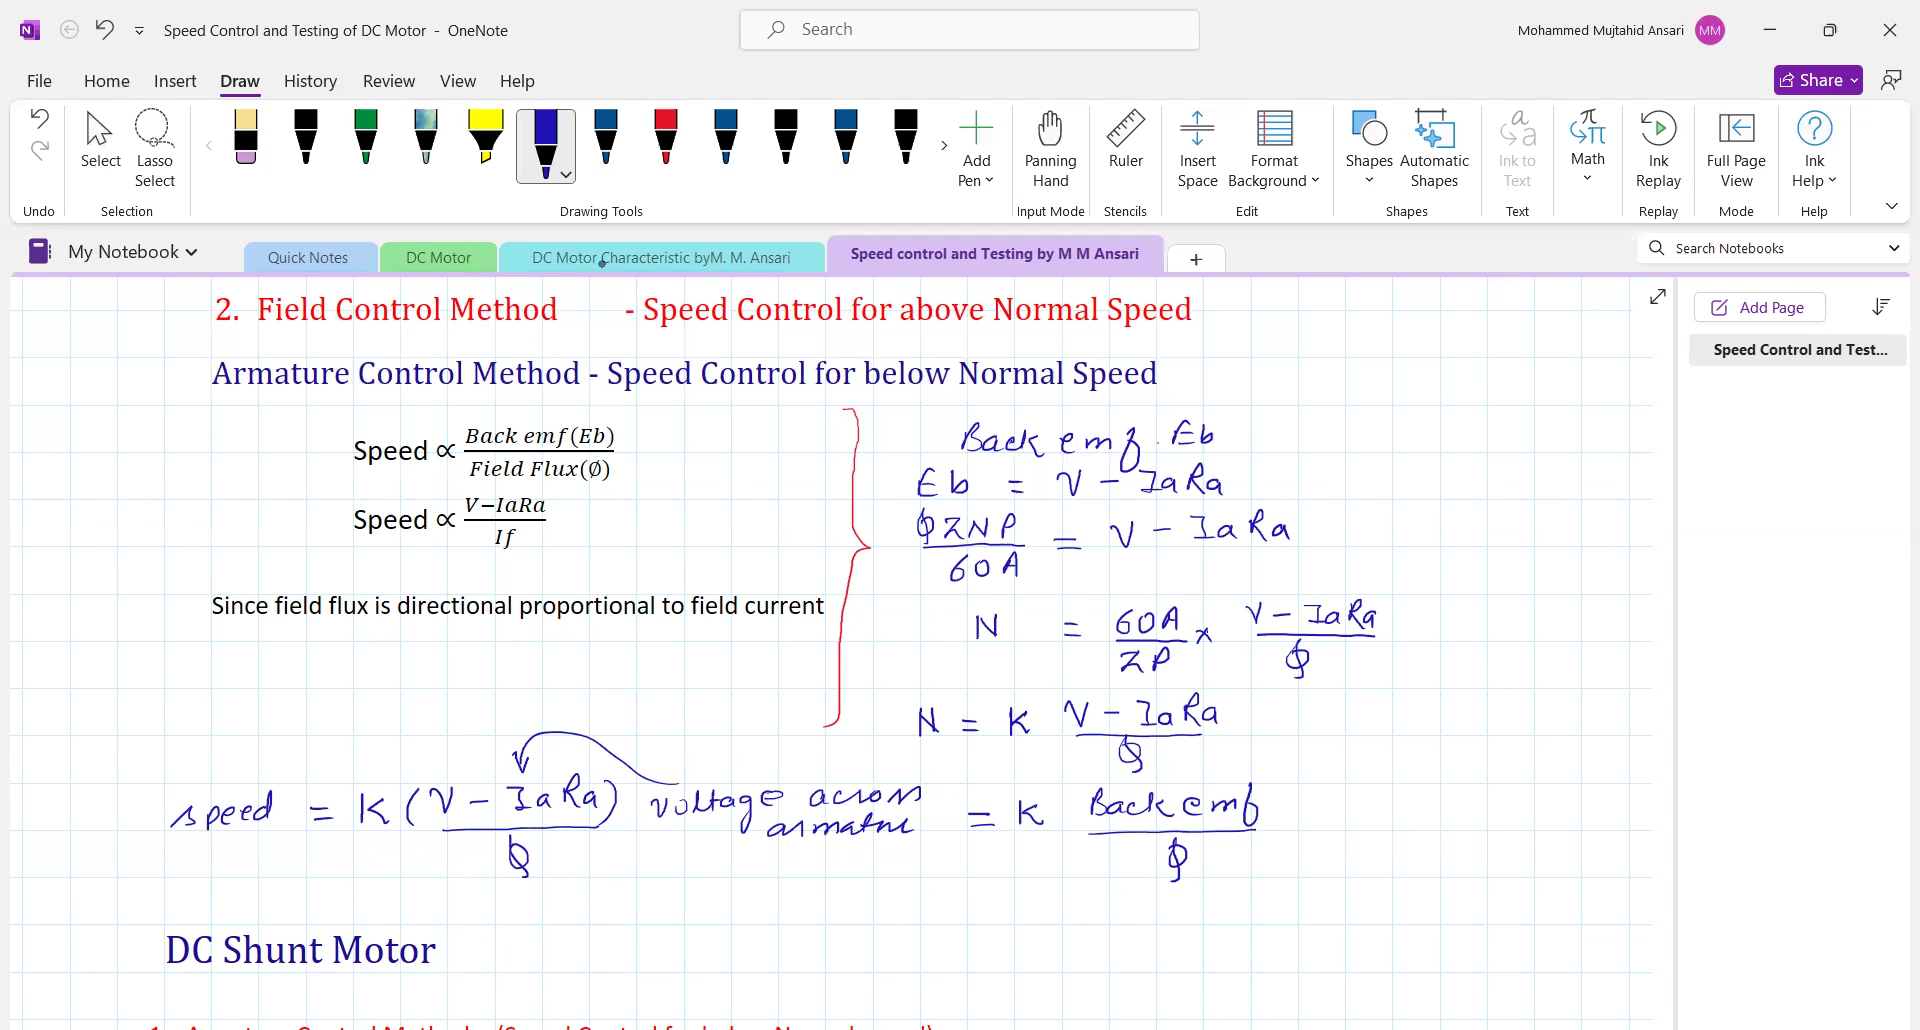 Speed Control and Testing of DC Motor - OneNote
Search
Mohammed Mujtahid Ansari MM
File Home Insert Draw History Review View Help
Share
Select
Lasso Select
Add Pen
Panning Hand
Ruler
Insert Space
Format Background
Shapes
Automatic Shapes
Ink to Text
Math
Ink Replay
Full Page View
Ink Help
Undo Selection Drawing Tools Input Mode Stencils Edit Shapes Text Replay Mode Help
My Notebook
Quick Notes
DC Motor
DC Motor Characteristic byM. M. Ansari
Speed control and Testing by M M Ansari
+
Search Notebooks
Add Page
Speed Control and Test...
2. Field Control Method - Speed Control for above Normal Speed
Armature Control Method - Speed Control for below Normal Speed
Speed ∝ Back emf(Eb) / Field Flux(∅)
Speed ∝ V−IaRa / If
Since field flux is directional proportional to field current
Back emf. Eb
Eb = V - IaRa
ϕZNP / 60A = V - IaRa
N = 60A / ZP × V - IaRa / ϕ
N = K V - IaRa / ϕ
speed = K (V - IaRa) / ϕ voltage across armature = K Back emf / ϕ
DC Shunt Motor